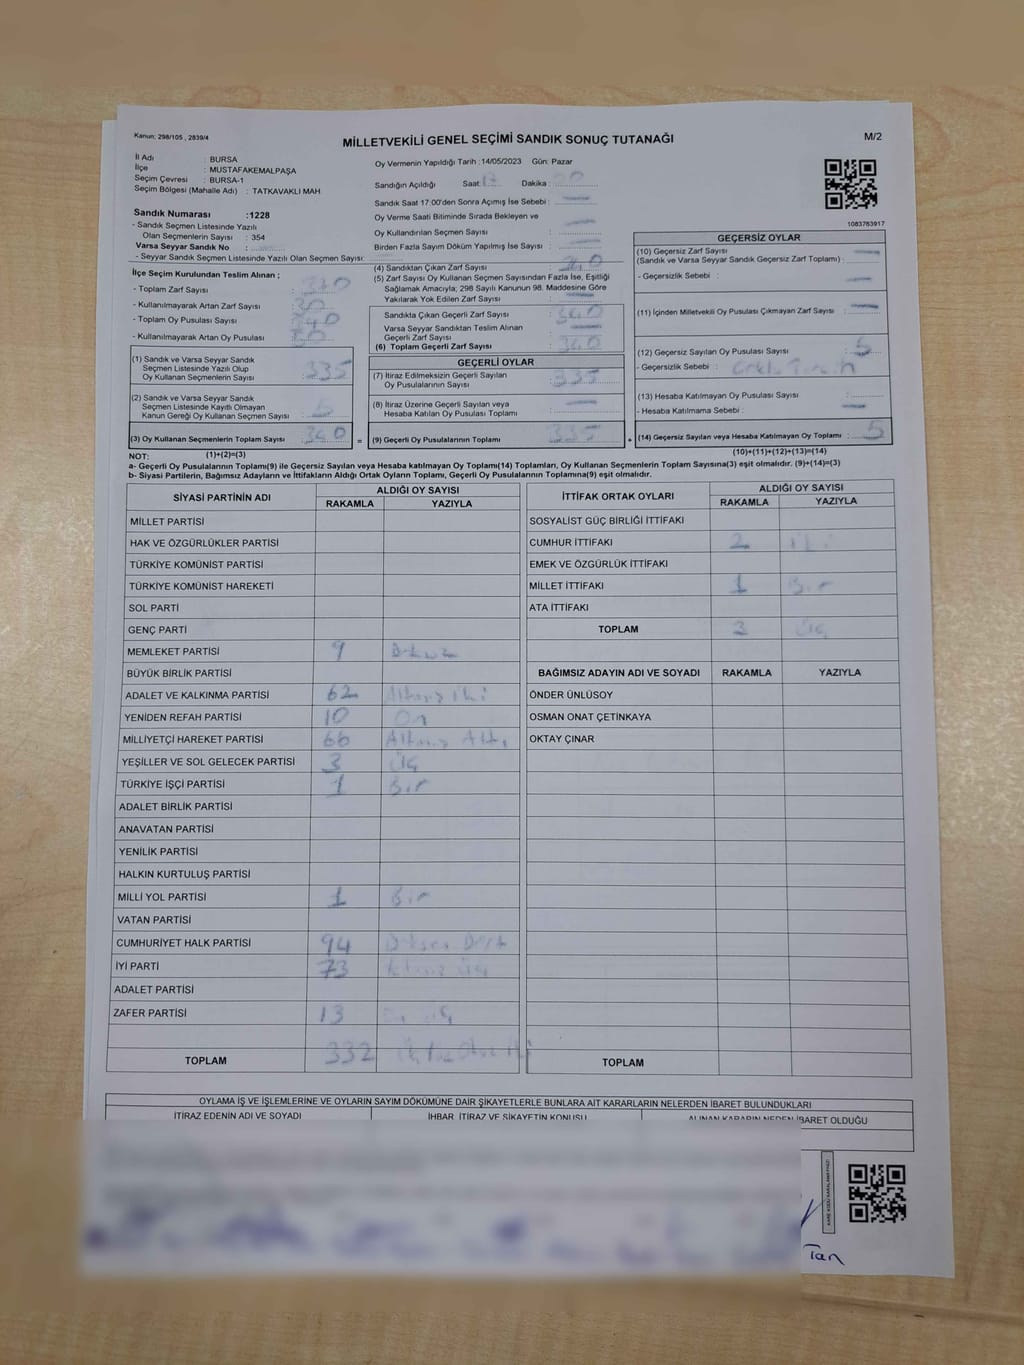 Kanun: 298/105 , 2839/4
MİLLETVEKİLİ GENEL SEÇİMİ SANDIK SONUÇ TUTANAĞI
M/2
İl Adı : BURSA
İlçe : MUSTAFAKEMALPAŞA
Seçim Çevresi : BURSA-1
Seçim Bölgesi (Mahalle Adı) : TATKAVAKLI MAH
Oy Vermenin Yapıldığı Tarih :14/05/2023 Gün: Pazar
Sandığın Açıldığı Saat: 17 Dakika :
Sandık Saat 17:00'den Sonra Açımış İse Sebebi : —
Oy Verme Saati Bitiminde Sırada Bekleyen ve
Oy Kullandırılan Seçmen Sayısı : —
Birden Fazla Sayım Döküm Yapılmış İse Sayısı : —
1083763917
Sandık Numarası :1228
- Sandık Seçmen Listesinde Yazılı
Olan Seçmenlerin Sayısı : 354
Varsa Seyyar Sandık No :
- Seyyar Sandık Seçmen Listesinde Yazılı Olan Seçmen Sayısı:
İlçe Seçim Kurulundan Teslim Alınan ;
- Toplam Zarf Sayısı :
- Kullanılmayarak Artan Zarf Sayısı :
- Toplam Oy Pusulası Sayısı :
- Kullanılmayarak Artan Oy Pusulası :
(4) Sandıktan Çıkan Zarf Sayısı : 340
(5) Zarf Sayısı Oy Kullanan Seçmen Sayısından Fazla İse, Eşitliği
Sağlamak Amacıyla; 298 Sayılı Kanunun 98. Maddesine Göre
Yakılarak Yok Edilen Zarf Sayısı : —
Sandıkta Çıkan Geçerli Zarf Sayısı : 340
Varsa Seyyar Sandıktan Teslim Alınan
Geçerli Zarf Sayısı : —
(6) Toplam Geçerli Zarf Sayısı : 340
GEÇERSİZ OYLAR
(10) Geçersiz Zarf Sayısı
(Sandık ve Varsa Seyyar Sandık Geçersiz Zarf Toplamı) : —
- Geçersizlik Sebebi : —
(11) İçinden Milletvekili Oy Pusulası Çıkmayan Zarf Sayısı : —
(12) Geçersiz Sayılan Oy Pusulası Sayısı : 5
- Geçersizlik Sebebi :
(13) Hesaba Katılmayan Oy Pusulası Sayısı :
- Hesaba Katılmama Sebebi : —
(14) Geçersiz Sayılan veya Hesaba Katılmayan Oy Toplamı : 5
(10)+(11)+(12)+(13)=(14)
(1) Sandık ve Varsa Seyyar Sandık
Seçmen Listesinde Yazılı Olup
Oy Kullanan Seçmenlerin Sayısı : 335
(2) Sandık ve Varsa Seyyar Sandık
Seçmen Listesinde Kayıtlı Olmayan
Kanun Gereği Oy Kullanan Seçmen Sayısı : 5
(3) Oy Kullanan Seçmenlerin Toplam Sayısı : 340 =
GEÇERLİ OYLAR
(7) İtiraz Edilmeksizin Geçerli Sayılan
Oy Pusulalarının Sayısı : 335
(8) İtiraz Üzerine Geçerli Sayılan veya
Hesaba Katılan Oy Pusulası Toplamı : —
(9) Geçerli Oy Pusulalarının Toplamı : 335 +
NOT: (1)+(2)=(3)
a- Geçerli Oy Pusulalarının Toplamı(9) ile Geçersiz Sayılan veya Hesaba katılmayan Oy Toplamı(14) Toplamları, Oy Kullanan Seçmenlerin Toplam Sayısına(3) eşit olmalıdır. (9)+(14)=(3)
b- Siyasi Partilerin, Bağımsız Adayların ve İttifakların Aldığı Ortak Oyların Toplamı, Geçerli Oy Pusulalarının Toplamına(9) eşit olmalıdır.
SİYASİ PARTİNİN ADI ALDIĞI OY SAYISI
RAKAMLA YAZIYLA
MİLLET PARTİSİ
HAK VE ÖZGÜRLÜKLER PARTİSİ
TÜRKİYE KOMÜNİST PARTİSİ
TÜRKİYE KOMÜNİST HAREKETİ
SOL PARTİ
GENÇ PARTİ
MEMLEKET PARTİSİ 9 Dokuz
BÜYÜK BİRLİK PARTİSİ
ADALET VE KALKINMA PARTİSİ 62 Altmış İki
YENİDEN REFAH PARTİSİ 10 On
MİLLİYETÇİ HAREKET PARTİSİ 66 Altmış Altı
YEŞİLLER VE SOL GELECEK PARTİSİ 3 Üç
TÜRKİYE İŞÇİ PARTİSİ 1 Bir
ADALET BİRLİK PARTİSİ
ANAVATAN PARTİSİ
YENİLİK PARTİSİ
HALKIN KURTULUŞ PARTİSİ
MİLLİ YOL PARTİSİ 1 Bir
VATAN PARTİSİ
CUMHURİYET HALK PARTİSİ 94 Doksan Dört
İYİ PARTİ 73 Yetmiş Üç
ADALET PARTİSİ
ZAFER PARTİSİ 13 On Üç
TOPLAM 332 Üç Yüz Otuz İki
İTTİFAK ORTAK OYLARI ALDIĞI OY SAYISI
RAKAMLA YAZIYLA
SOSYALİST GÜÇ BİRLİĞİ İTTİFAKI
CUMHUR İTTİFAKI 2 İki
EMEK VE ÖZGÜRLÜK İTTİFAKI
MİLLET İTTİFAKI 1 Bir
ATA İTTİFAKI
TOPLAM 3 Üç
BAĞIMSIZ ADAYIN ADI VE SOYADI RAKAMLA YAZIYLA
ÖNDER ÜNLÜSOY
OSMAN ONAT ÇETİNKAYA
OKTAY ÇINAR
TOPLAM
OYLAMA İŞ VE İŞLEMLERİNE VE OYLARIN SAYIM DÖKÜMÜNE DAİR ŞİKAYETLERLE BUNLARA AİT KARARLARIN NELERDEN İBARET BULUNDUKLARI
İTİRAZ EDENİN ADI VE SOYADI İHBAR, İTİRAZ VE ŞİKAYETİN KONUSU ALINAN KARARIN NEDEN İBARET OLDUĞU
Tan